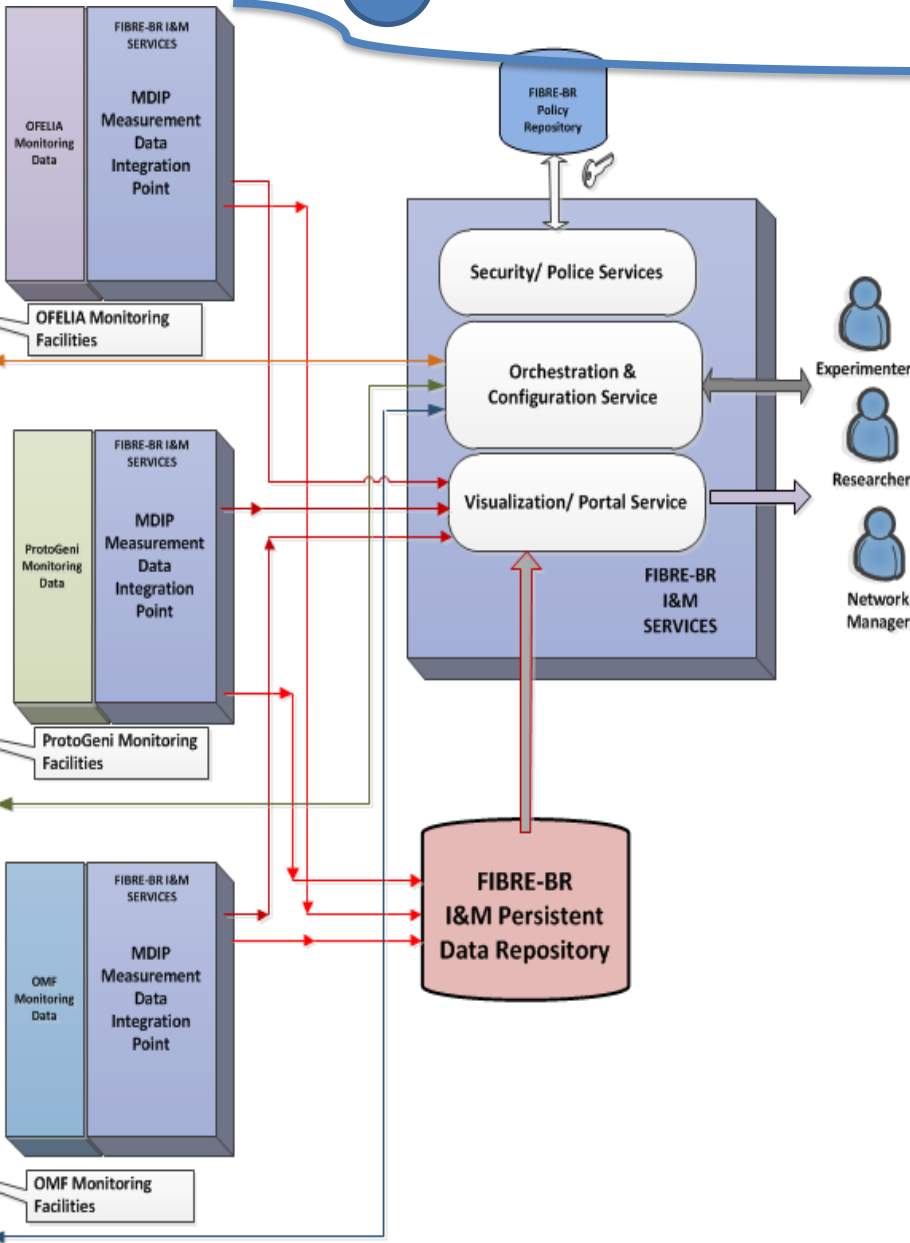 FIBRE-BR I&M
SERVICES
MDIP
Measurement
Data
Integration
Point
OFELIA
Monitoring
Data
OFELIA Monitoring
Facilities
FIBRE-BR
Policy
Repository
Security/ Police Services
Orchestration &
Configuration Service
Visualization/ Portal Service
FIBRE-BR
I&M
SERVICES
Experimenter
Researcher
Network
Manager
FIBRE-BR I&M
SERVICES
MDIP
Measurement
Data
Integration
Point
ProtoGeni
Monitoring
Data
ProtoGeni Monitoring
Facilities
FIBRE-BR
I&M Persistent
Data Repository
FIBRE-BR I&M
SERVICES
MDIP
Measurement
Data
Integration
Point
OMF
Monitoring
Data
OMF Monitoring
Facilities